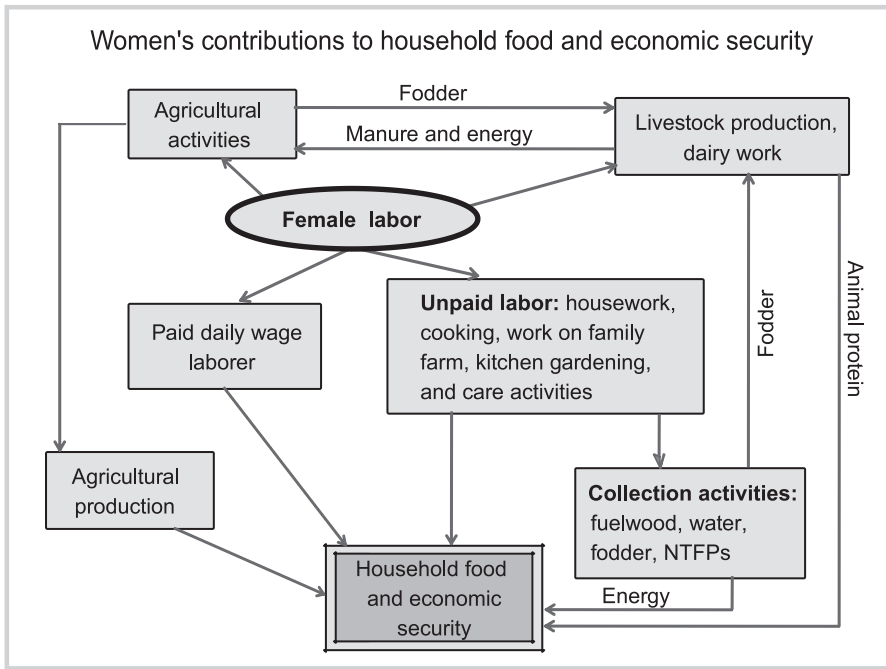 Women's contributions to household food and economic security
Fodder
Agricultural
activities
Manure and energy
Livestock production,
dairy work
Female labor
Paid daily wage
laborer
Unpaid labor: housework,
cooking, work on family
farm, kitchen gardening,
and care activities
Fodder
Animal protein
Agricultural
production
Collection activities:
fuelwood, water,
fodder, NTFPs
Household food
and economic
security
Energy